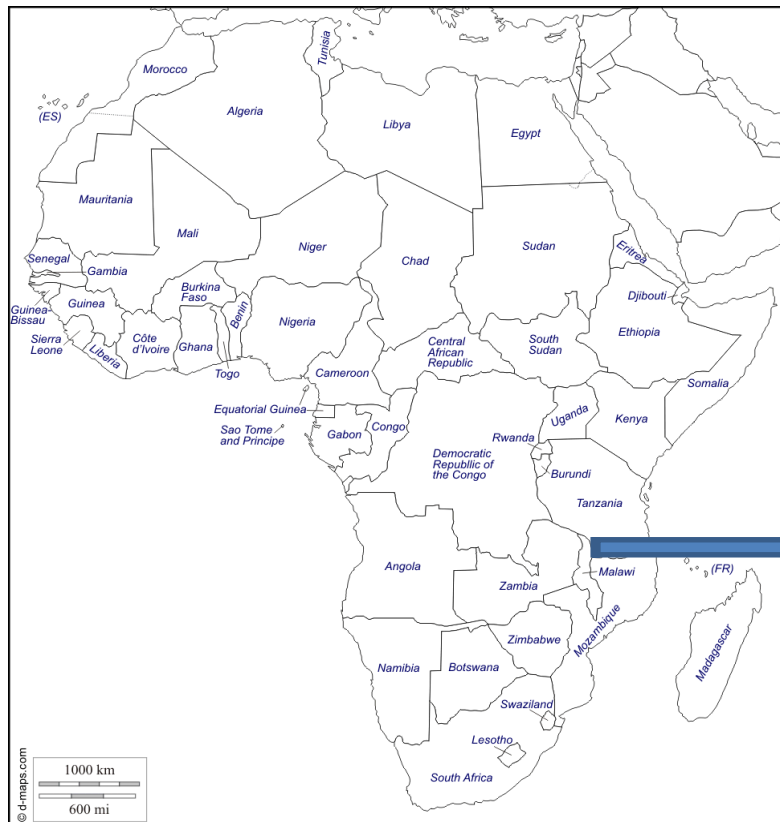 Tunisia
Morocco
(ES)
Algeria
Libya
Egypt
Mauritania
Mali
Niger
Chad
Sudan
Eritrea
Senegal
Gambia
Burkina
Faso
Djibouti
Guinea-
Bissau
Guinea
Benin
Nigeria
Ethiopia
Sierra
Leone
Liberia
Côte
d'Ivoire
Ghana
Togo
Central
African
Republic
South
Sudan
Cameroon
Somalia
Equatorial Guinea
Sao Tome
and Principe
Gabon
Congo
Uganda
Kenya
Rwanda
Democratic
Republlic of
the Congo
Burundi
Tanzania
Angola
Zambia
Malawi
(FR)
Mozambique
Madagascar
Zimbabwe
Namibia
Botswana
Swaziland
Lesotho
South Africa
1000 km
600 mi
© d-maps.com